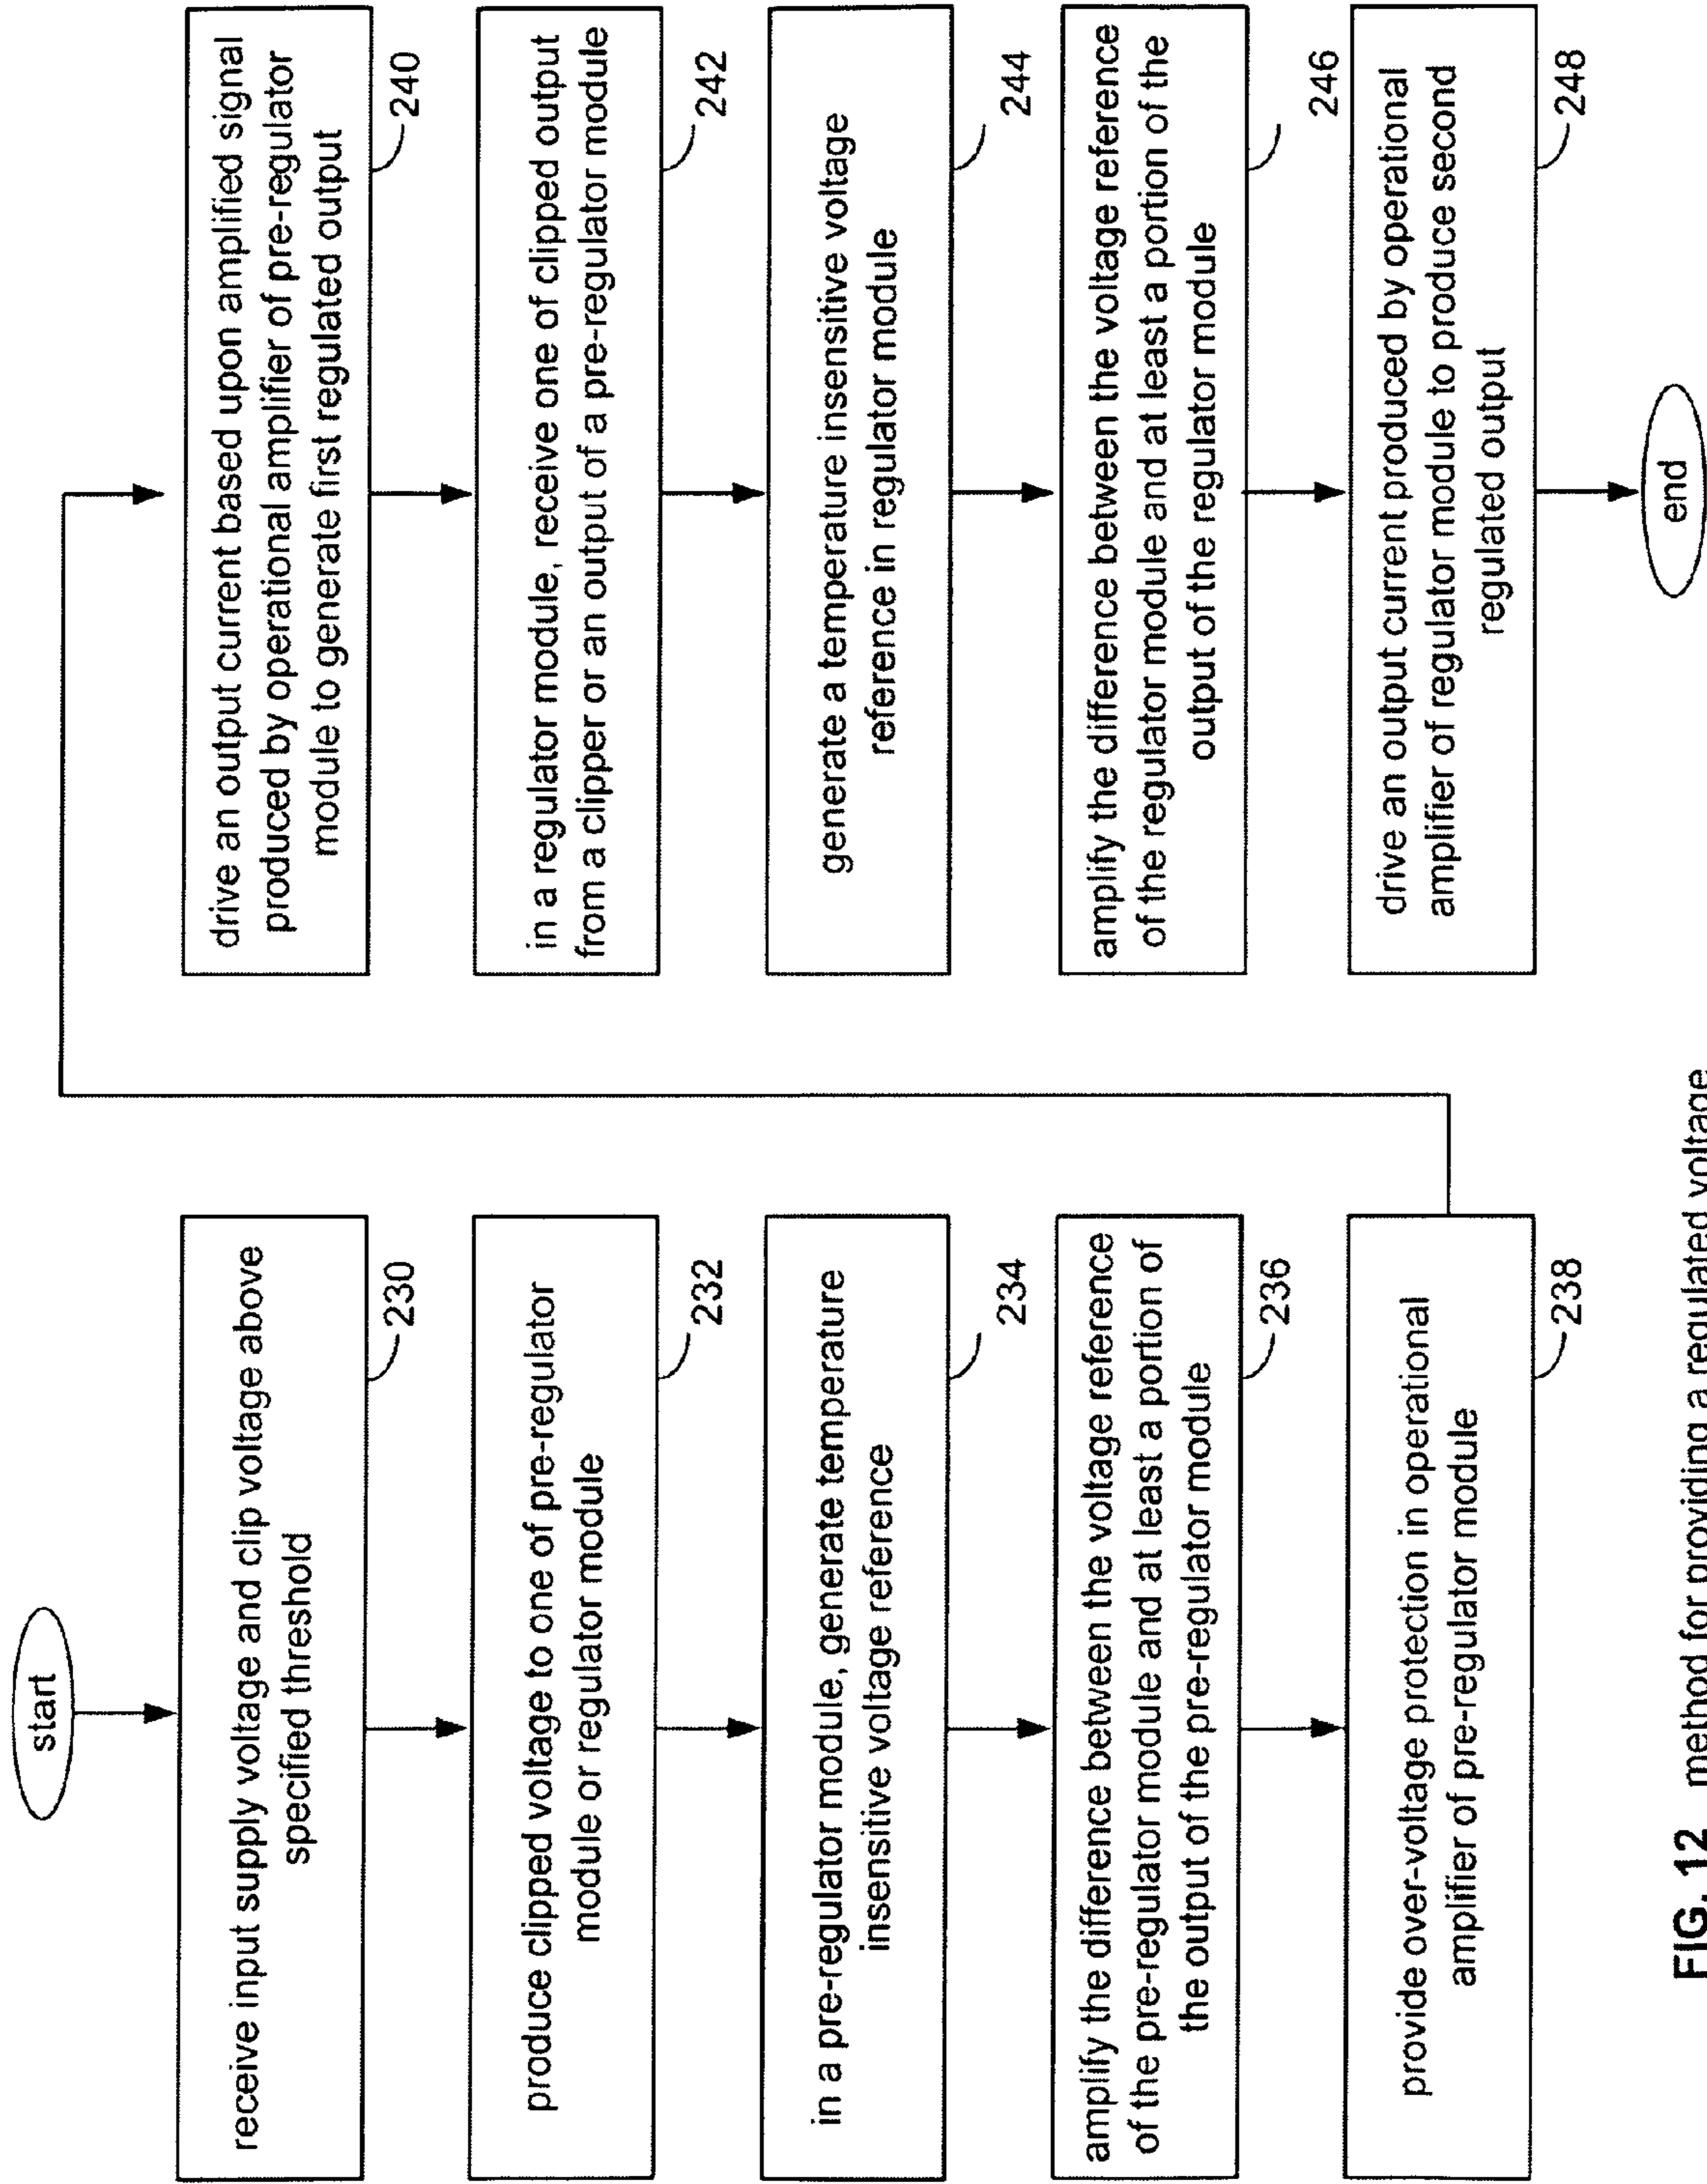 start
receive input supply voltage and clip voltage above
specified threshold
230
produce clipped voltage to one of pre-regulator
module or regulator module
232
in a pre-regulator module, generate temperature
insensitive voltage reference
234
amplify the difference between the voltage reference
of the pre-regulator module and at least a portion of
the output of the pre-regulator module
236
provide over-voltage protection in operational
amplifier of pre-regulator module
238
drive an output current based upon amplified signal
produced by operational amplifier of pre-regulator
module to generate first regulated output
240
in a regulator module, receive one of clipped output
from a clipper or an output of a pre-regulator module
242
generate a temperature insensitive voltage
reference in regulator module
244
amplify the difference between the voltage reference
of the regulator module and at least a portion of the
output of the regulator module
246
drive an output current produced by operational
amplifier of regulator module to produce second
regulated output
248
end
FIG. 12 method for providing a regulated voltage